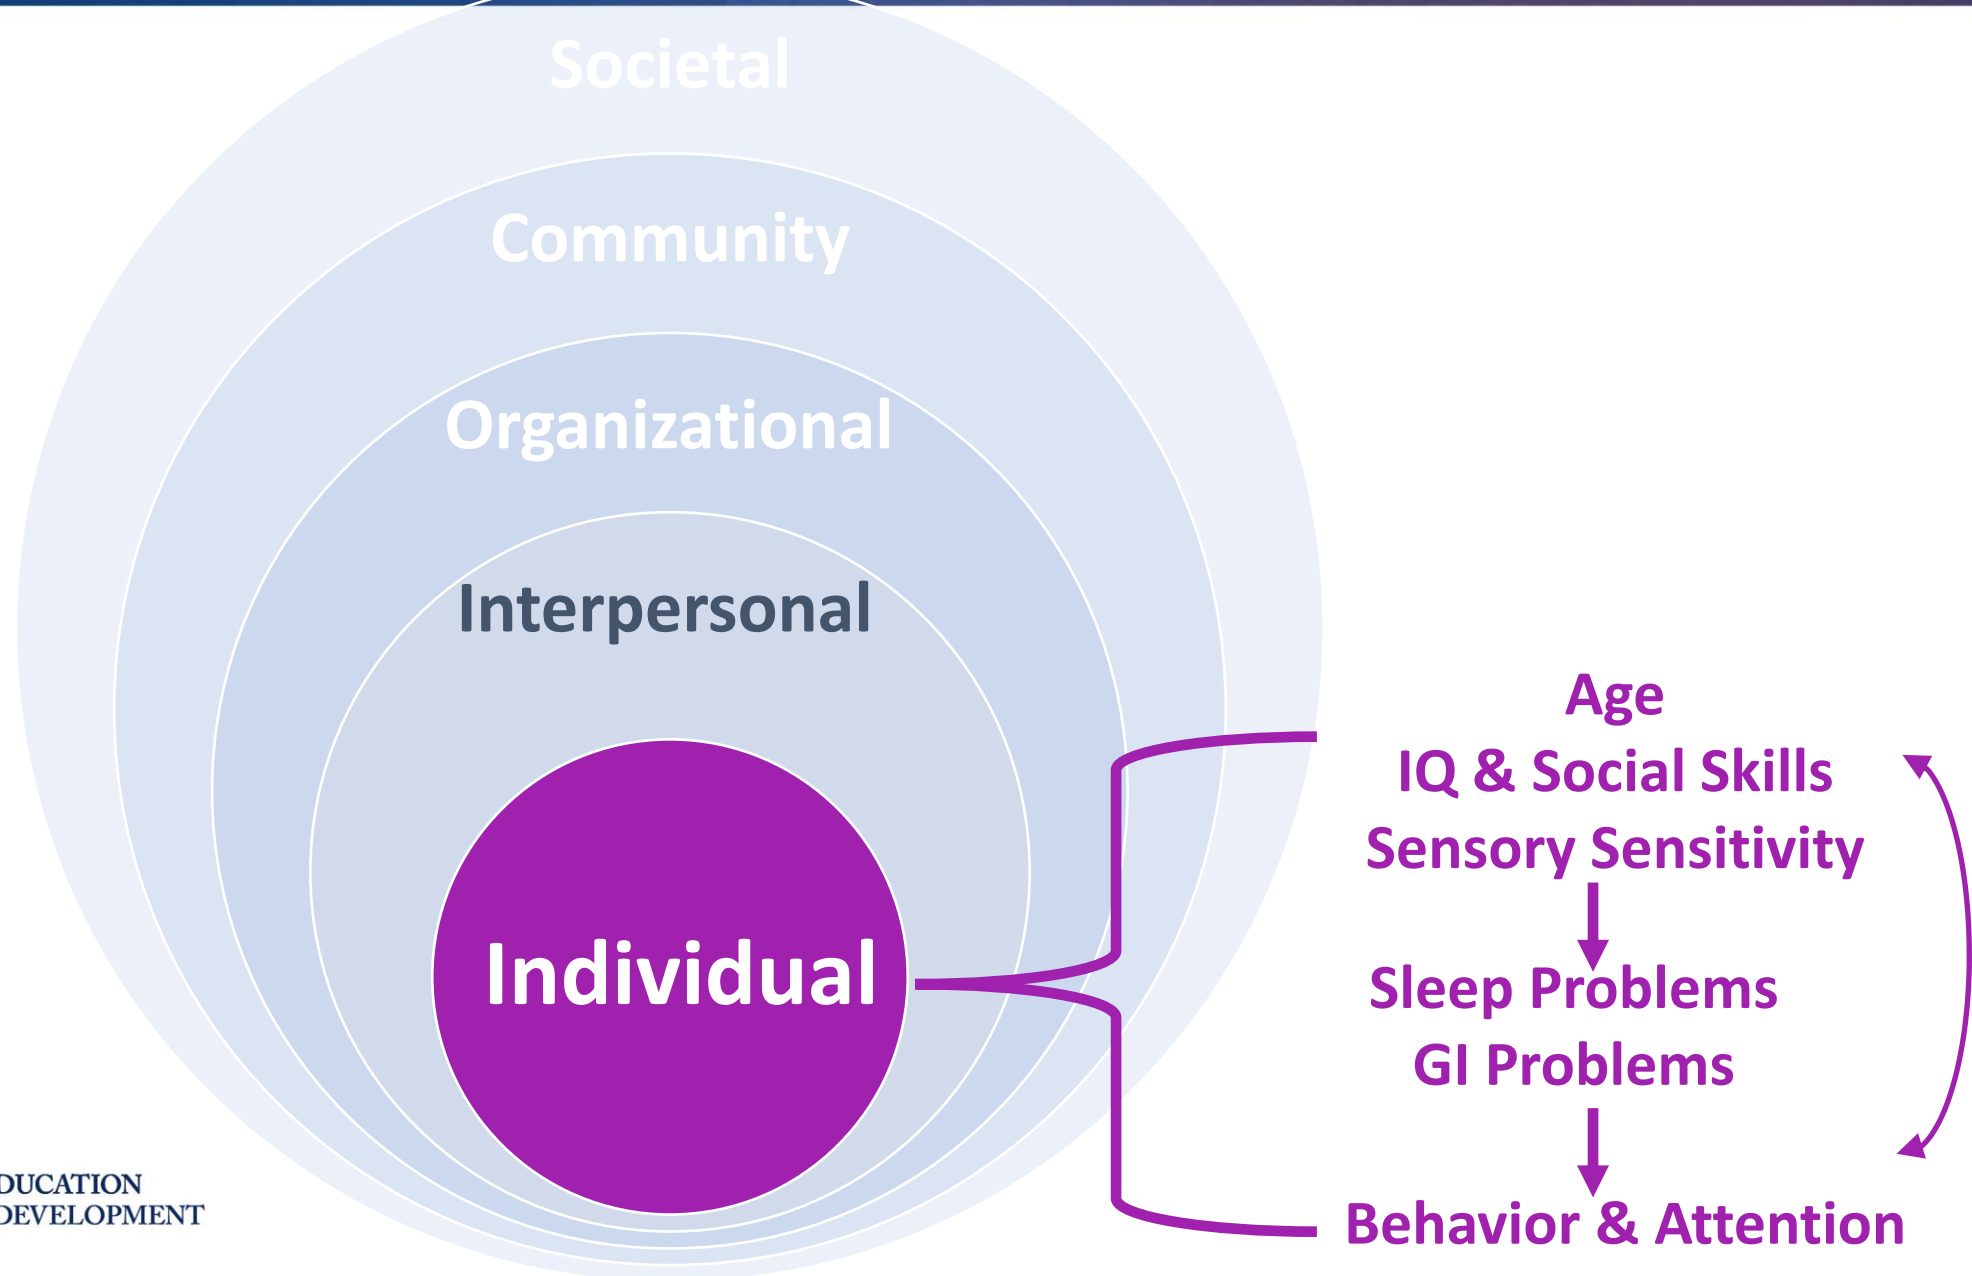 Societal
Community
Organizational
Interpersonal
Individual
Age
IQ & Social Skills
Sensory Sensitivity
Sleep Problems
GI Problems
Behavior & Attention
DUCATION
DEVELOPMENT